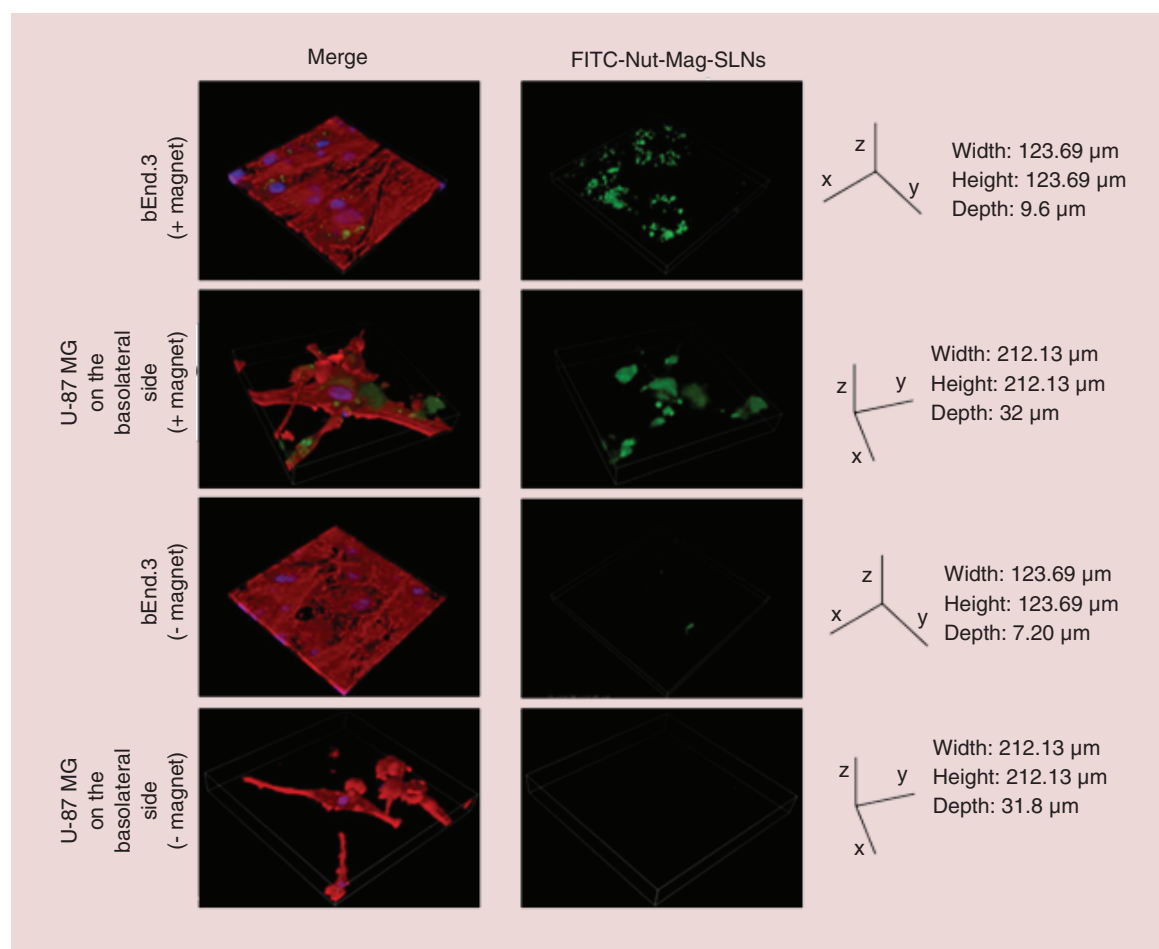 Merge
FITC-Nut-Mag-SLNs
bEnd.3
(+ magnet)
z
x
y
Width: 123.69 µm
Height: 123.69 µm
Depth: 9.6 µm
U-87 MG
on the
basolateral
side
(+ magnet)
z
y
x
Width: 212.13 µm
Height: 212.13 µm
Depth: 32 µm
bEnd.3
(- magnet)
z
x
y
Width: 123.69 µm
Height: 123.69 µm
Depth: 7.20 µm
U-87 MG
on the
basolateral
side
(- magnet)
z
y
x
Width: 212.13 µm
Height: 212.13 µm
Depth: 31.8 µm